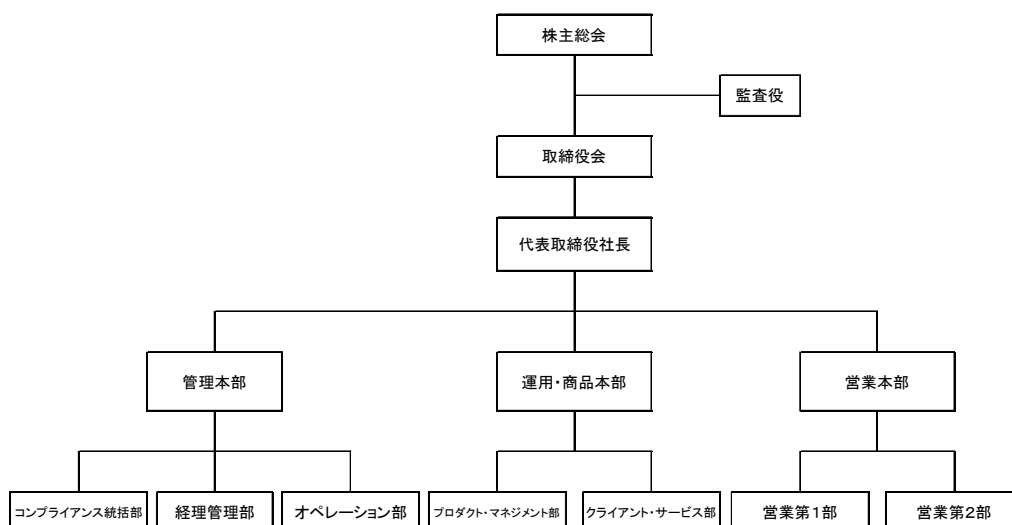 株主総会
監査役
取締役会
代表取締役社長
管理本部
運用・商品本部
営業本部
コンプライアンス統括部
経理管理部
オペレーション部
プロダクト・マネジメント部
クライアント・サービス部
営業第1部
営業第2部